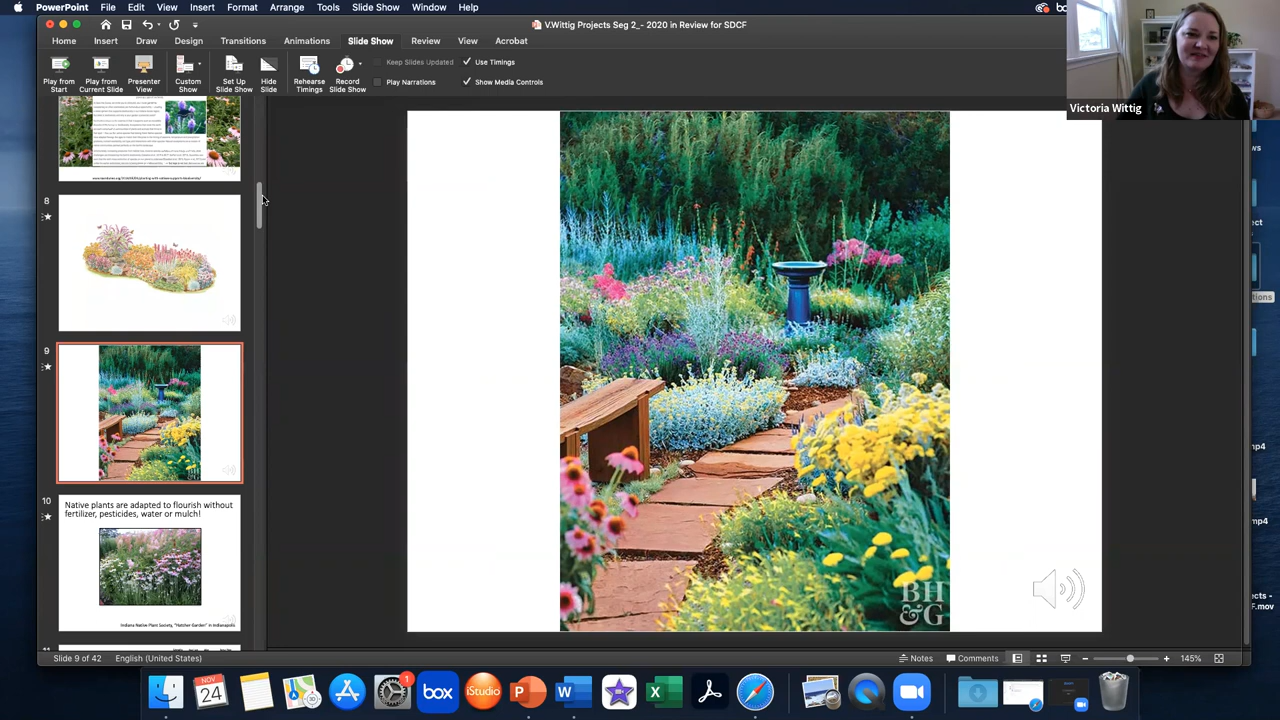 PowerPoint File Edit View Insert Format Arrange Tools Slide Show Window Help
V.Wittig Projects Seg 2_- 2020 in Review for SDCF
Home Insert Draw Design Transitions Animations Slide Show Review View Acrobat
Keep Slides Updated Use Timings
Play Narrations Show Media Controls
Play from Start
Play from Current Slide
Presenter View
Custom Show
Set Up Slide Show
Hide Slide
Rehearse Timings
Record Slide Show
Victoria Wittig
8
9
10
Native plants are adapted to flourish without
fertilizer, pesticides, water or mulch!
Indiana Native Plant Society, "Hatcher Garden" in Indianapolis
BH
&G
Slide 9 of 42 English (United States)
Notes Comments 145%
NOV
24
1
box
iStudio
P
W
X